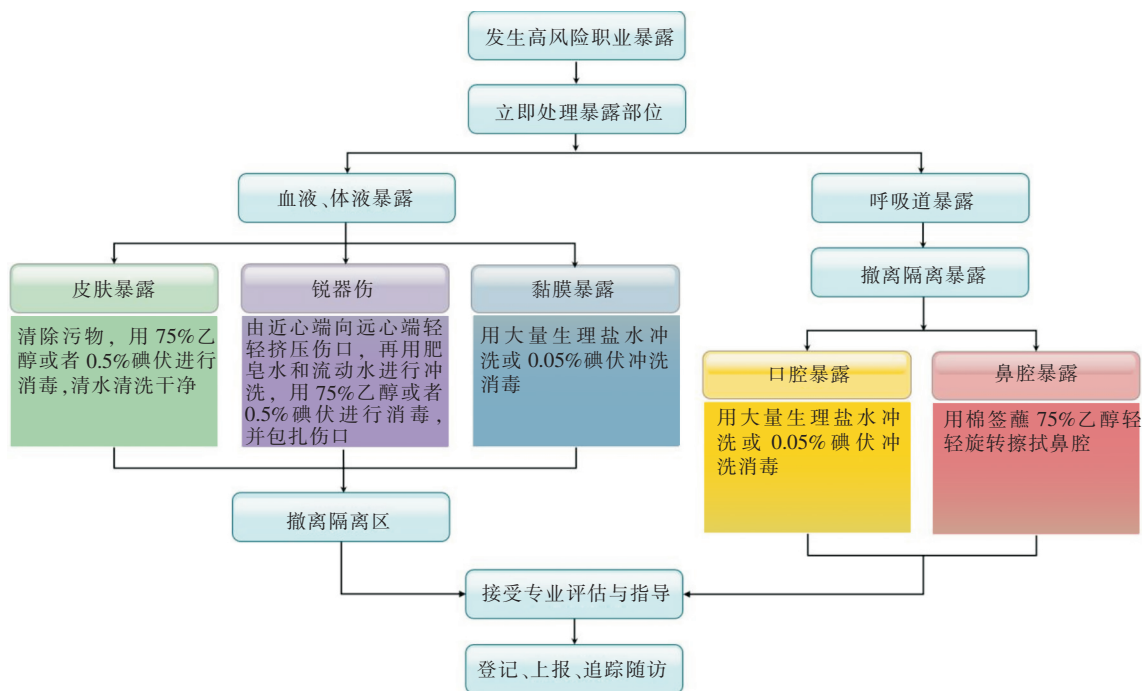 发生高风险职业暴露
立即处理暴露部位
血液、体液暴露
呼吸道暴露
皮肤暴露
清除污物，用 75%乙
醇或者 0.5%碘伏进行
消毒,清水清洗干净
锐器伤
由近心端向远心端轻
轻挤压伤口，再用肥
皂水和流动水进行冲
洗，用 75%乙醇或者
0.5%碘伏进行消毒，
并包扎伤口
黏膜暴露
用大量生理盐水冲
洗或 0.05%碘伏冲洗
消毒
撤离隔离暴露
口腔暴露
用大量生理盐水冲
洗或 0.05%碘伏冲
洗消毒
鼻腔暴露
用棉签蘸 75%乙醇轻
轻旋转擦拭鼻腔
撤离隔离区
接受专业评估与指导
登记、上报、追踪随访